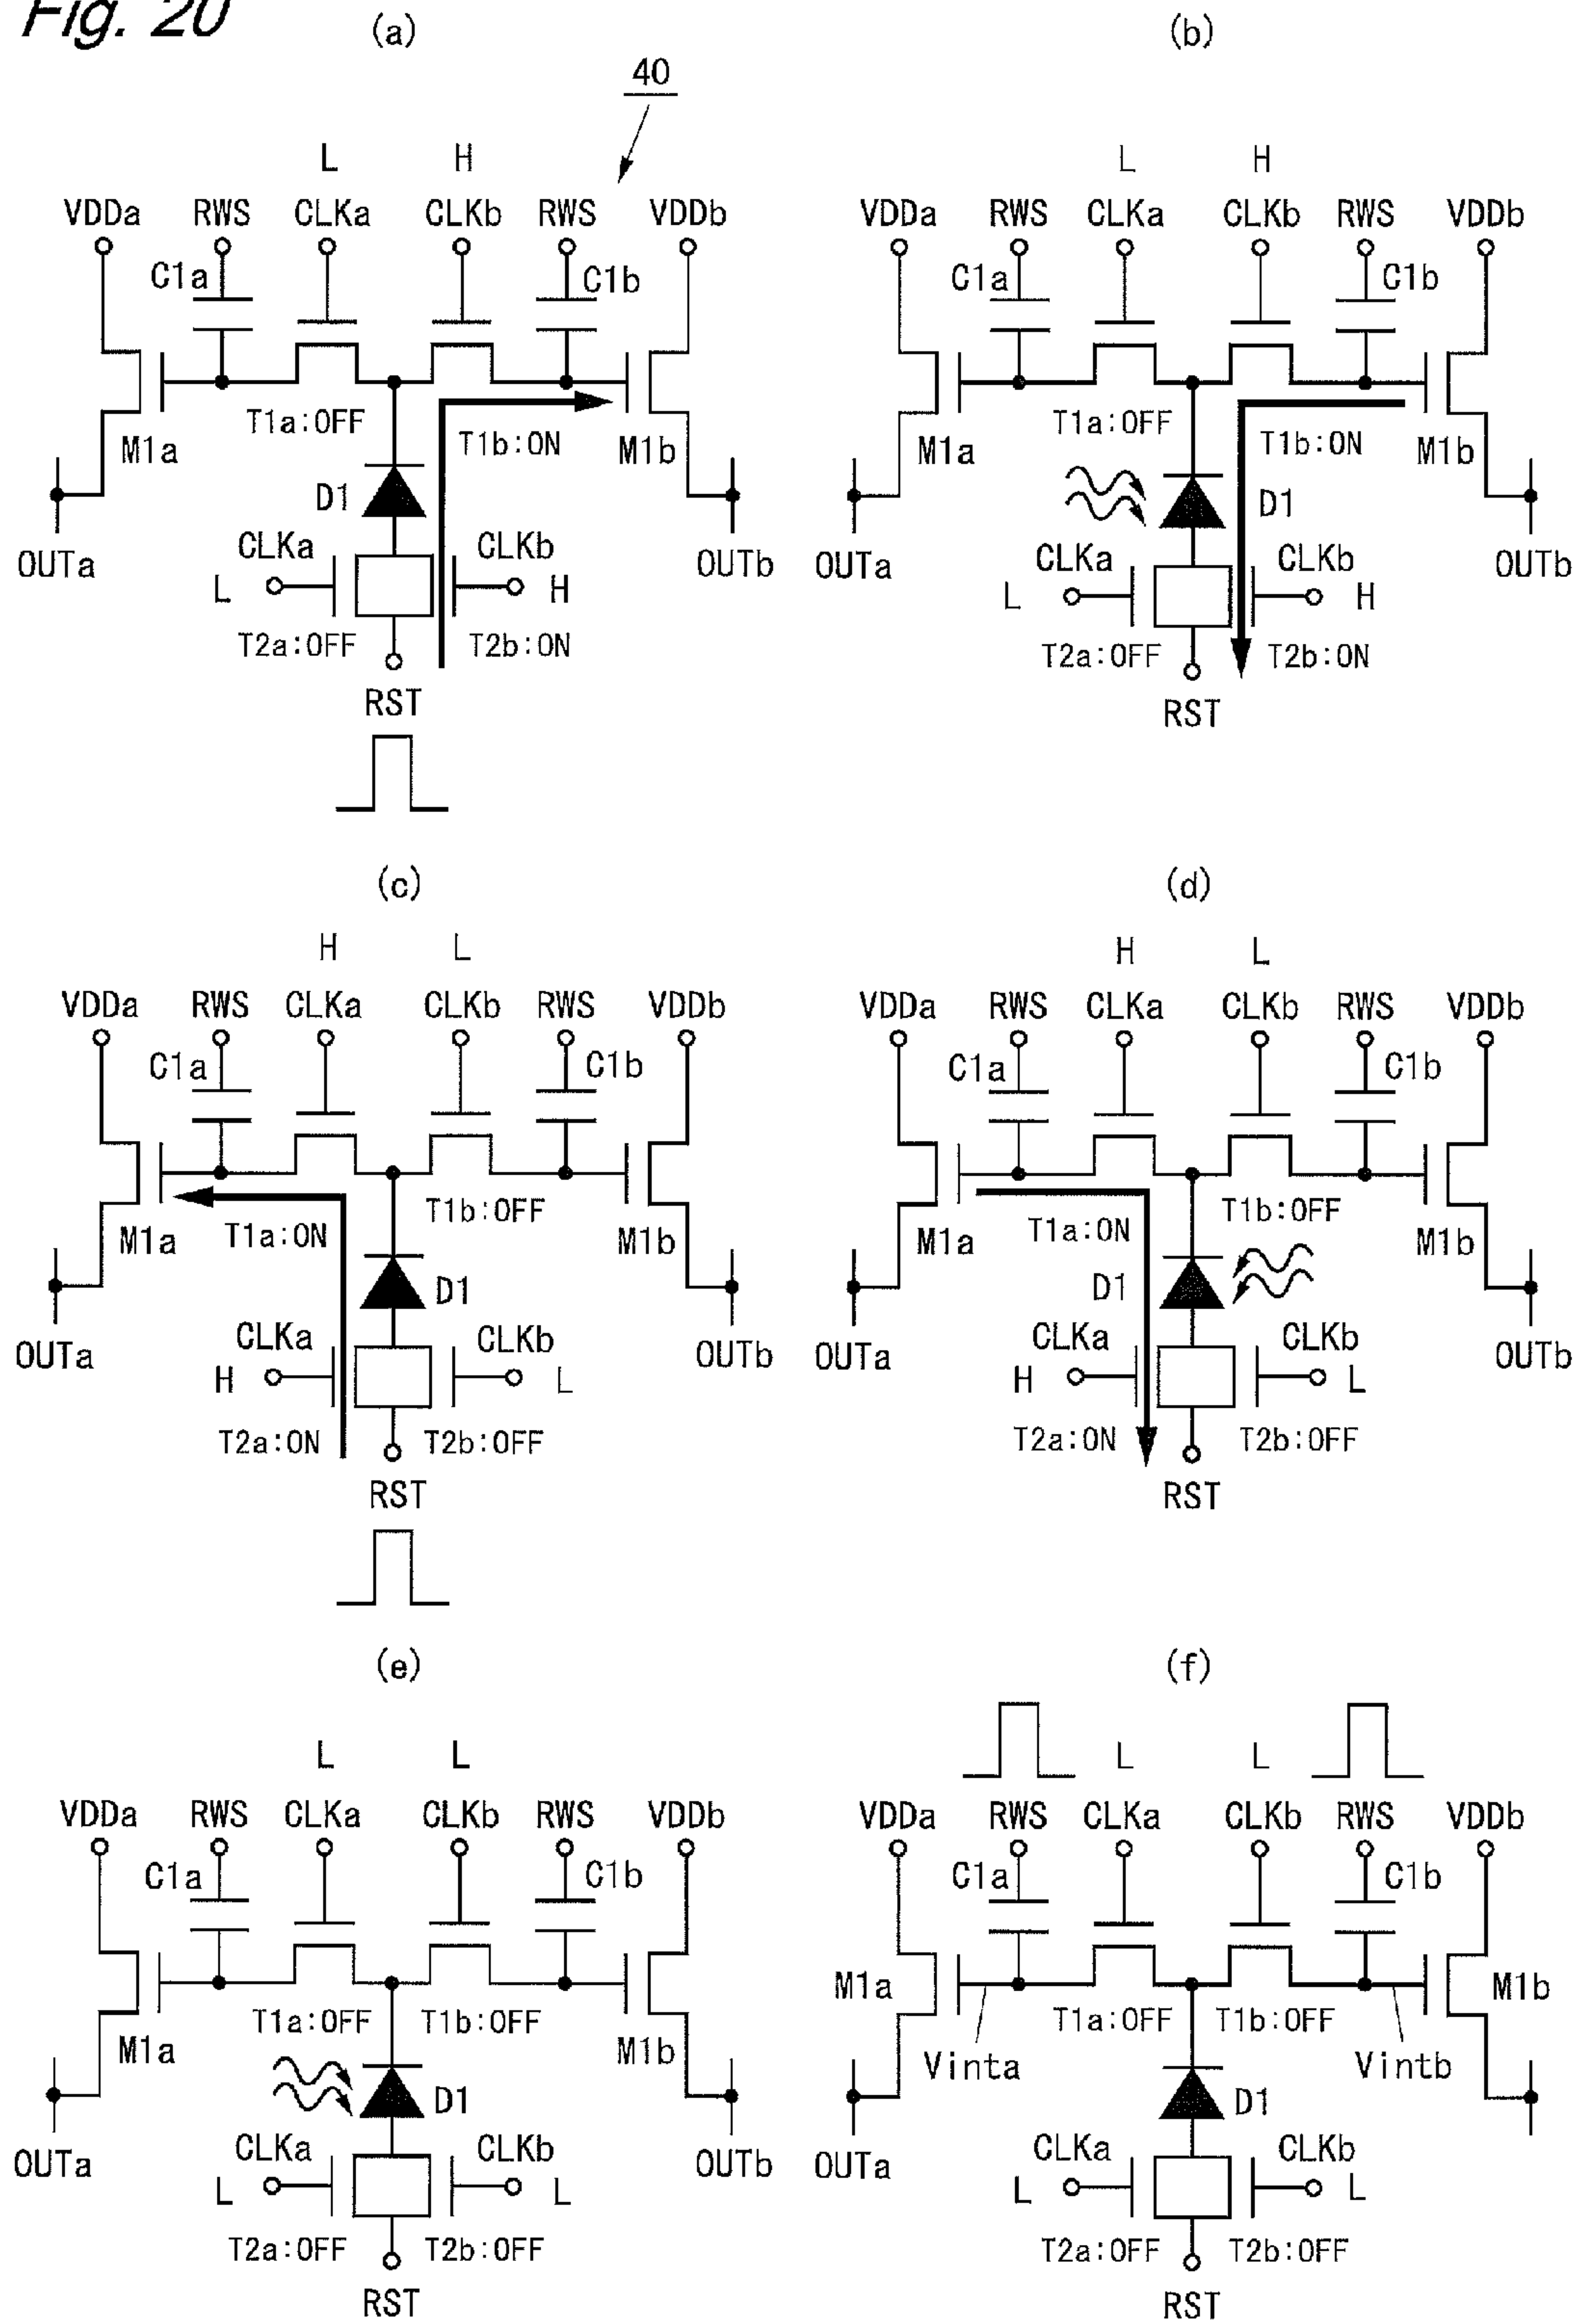 Fig. 20
(a)
(b)
40
L H
VDDa RWS CLKa CLKb RWS VDDb
C1a C1b
T1a:OFF T1b:ON
M1a M1b
D1
OUTa CLKa CLKb OUTb
L H
T2a:OFF T2b:ON
RST
L H
VDDa RWS CLKa CLKb RWS VDDb
C1a C1b
T1a:OFF T1b:ON
M1a M1b
D1
OUTa CLKa CLKb OUTb
L H
T2a:OFF T2b:ON
RST
(c)
(d)
H L
VDDa RWS CLKa CLKb RWS VDDb
C1a C1b
T1a:ON T1b:OFF
M1a M1b
D1
OUTa CLKa CLKb OUTb
H L
T2a:ON T2b:OFF
RST
H L
VDDa RWS CLKa CLKb RWS VDDb
C1a C1b
T1a:ON T1b:OFF
M1a M1b
D1
OUTa CLKa CLKb OUTb
H L
T2a:ON T2b:OFF
RST
(e)
(f)
L L
VDDa RWS CLKa CLKb RWS VDDb
C1a C1b
T1a:OFF T1b:OFF
M1a M1b
D1
OUTa CLKa CLKb OUTb
L L
T2a:OFF T2b:OFF
RST
L L
VDDa RWS CLKa CLKb RWS VDDb
C1a C1b
M1a M1b
T1a:OFF T1b:OFF
Vinta Vintb
D1
OUTa CLKa CLKb
L L
T2a:OFF T2b:OFF
RST